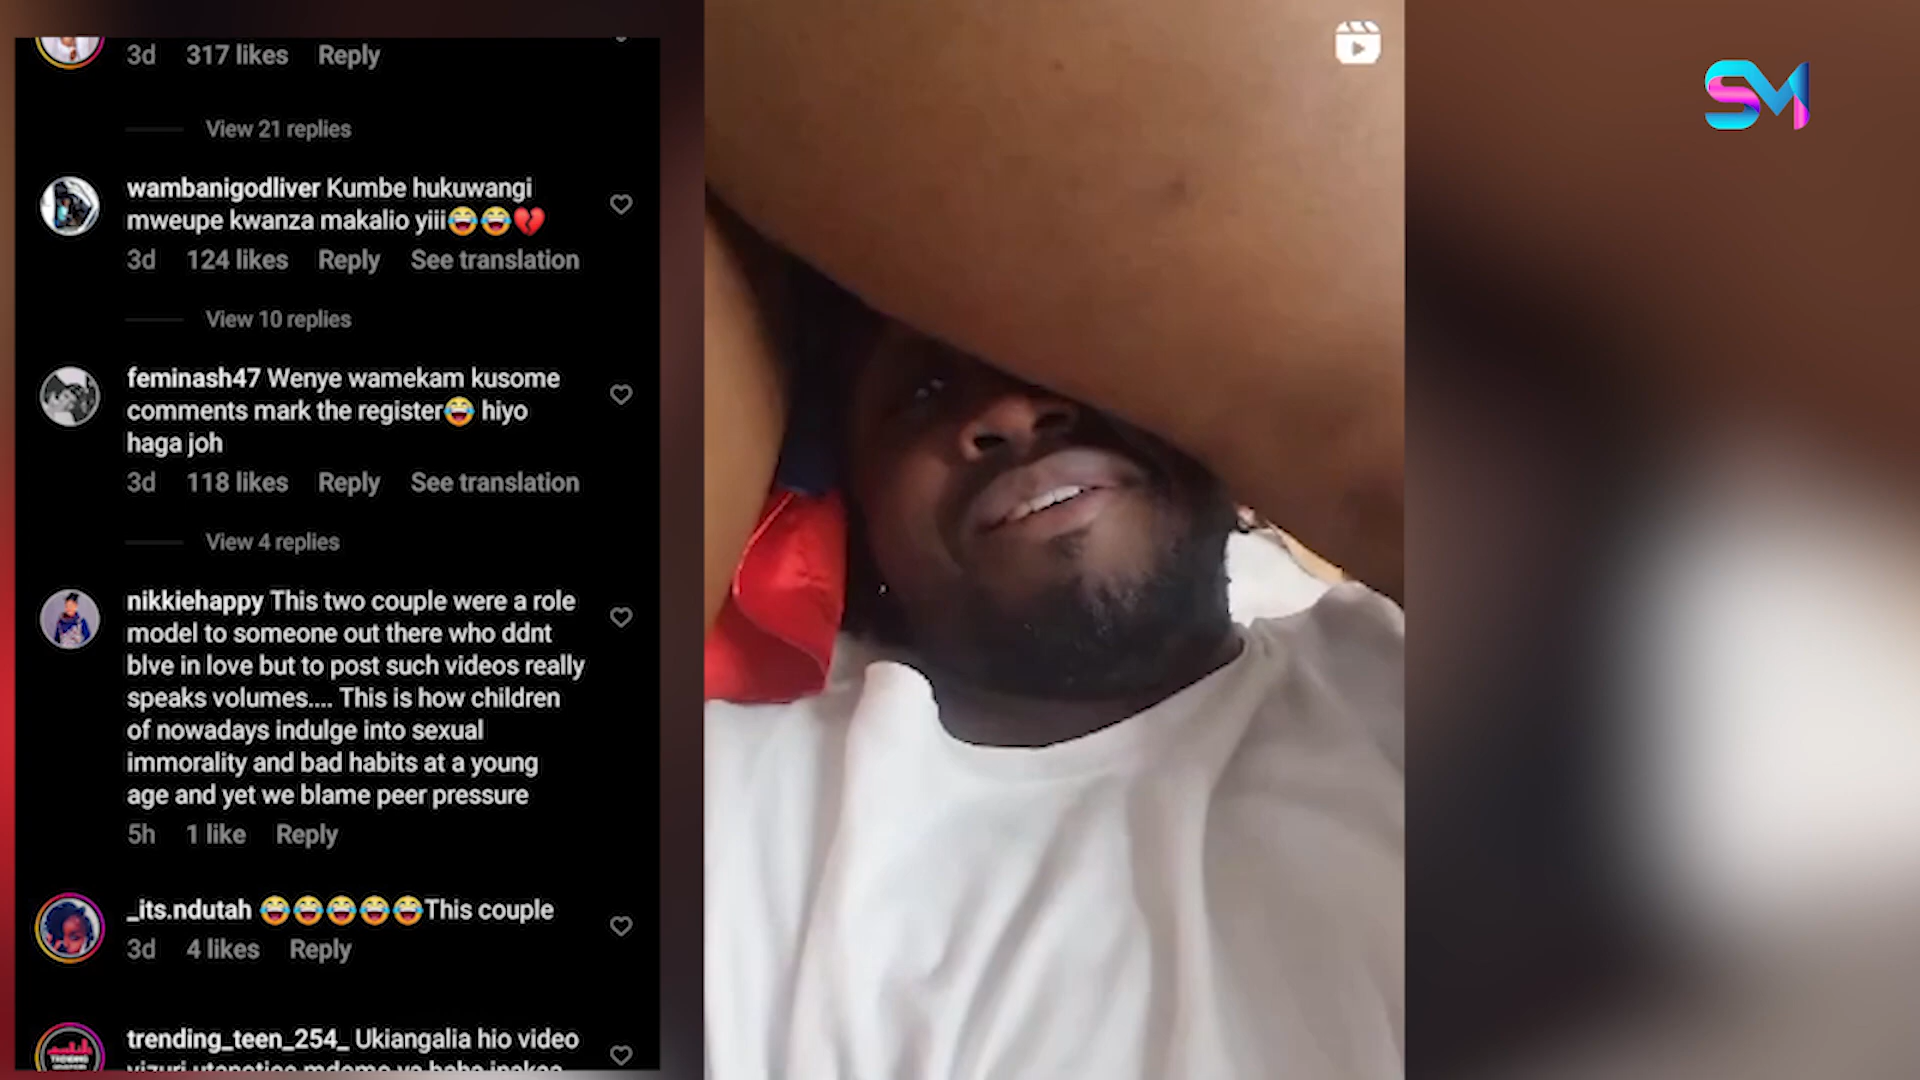 3d 317 likes Reply
View 21 replies
wambanigodliver Kumbe hukuwangi
mweupe kwanza makalio yiii😂😂💔
3d 124 likes Reply See translation
View 10 replies
feminash47 Wenye wamekam kusome
comments mark the register😂 hiyo
haga joh
3d 118 likes Reply See translation
View 4 replies
nikkiehappy This two couple were a role
model to someone out there who ddnt
blve in love but to post such videos really
speaks volumes.... This is how children
of nowadays indulge into sexual
immorality and bad habits at a young
age and yet we blame peer pressure
5h 1 like Reply
_its.ndutah 😂😂😂😂😂This couple
3d 4 likes Reply
trending_teen_254_ Ukiangalia hio video
SM